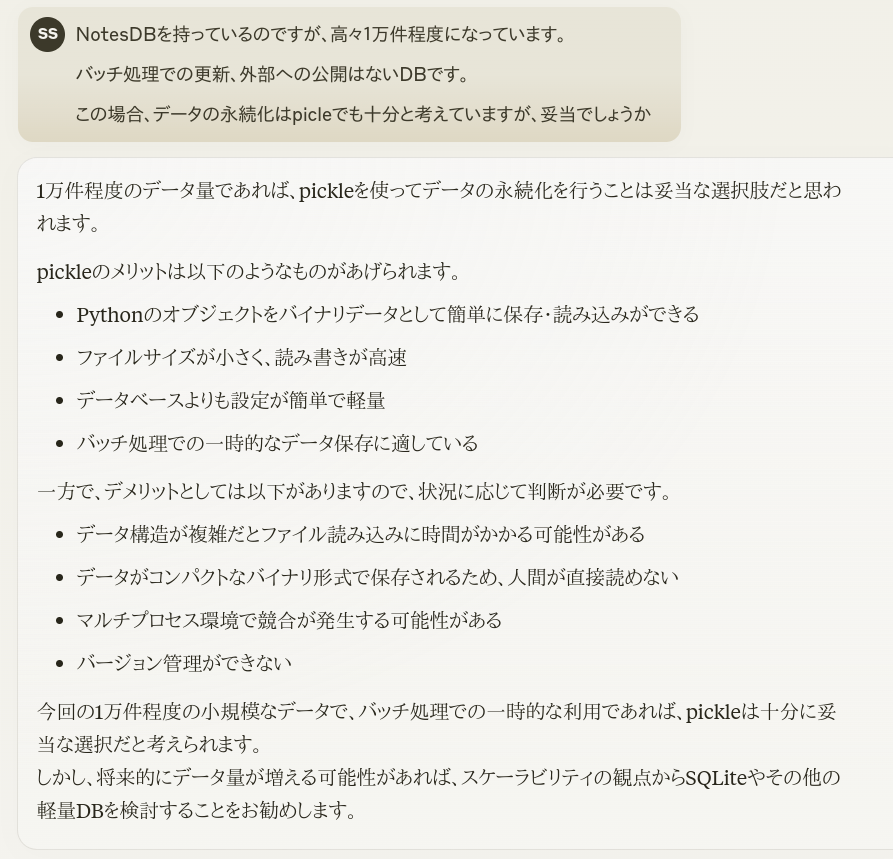 SS
NotesDBを持っているのですが、高々1万件程度になっています。
バッチ処理での更新、外部への公開はないDBです。
この場合、データの永続化はpicleでも十分と考えていますが、妥当でしょうか
1万件程度のデータ量であれば、pickleを使ってデータの永続化を行うことは妥当な選択肢だと思わ
れます。
pickleのメリットは以下のようなものがあげられます。
• Pythonのオブジェクトをバイナリデータとして簡単に保存・読み込みができる
• ファイルサイズが小さく、読み書きが高速
• データベースよりも設定が簡単で軽量
• バッチ処理での一時的なデータ保存に適している
一方で、デメリットとしては以下がありますので、状況に応じて判断が必要です。
• データ構造が複雑だとファイル読み込みに時間がかかる可能性がある
• データがコンパクトなバイナリ形式で保存されるため、人間が直接読めない
• マルチプロセス環境で競合が発生する可能性がある
• バージョン管理ができない
今回の1万件程度の小規模なデータで、バッチ処理での一時的な利用であれば、pickleは十分に妥
当な選択だと考えられます。
しかし、将来的にデータ量が増える可能性があれば、スケーラビリティの観点からSQLiteやその他の
軽量DBを検討することをお勧めします。